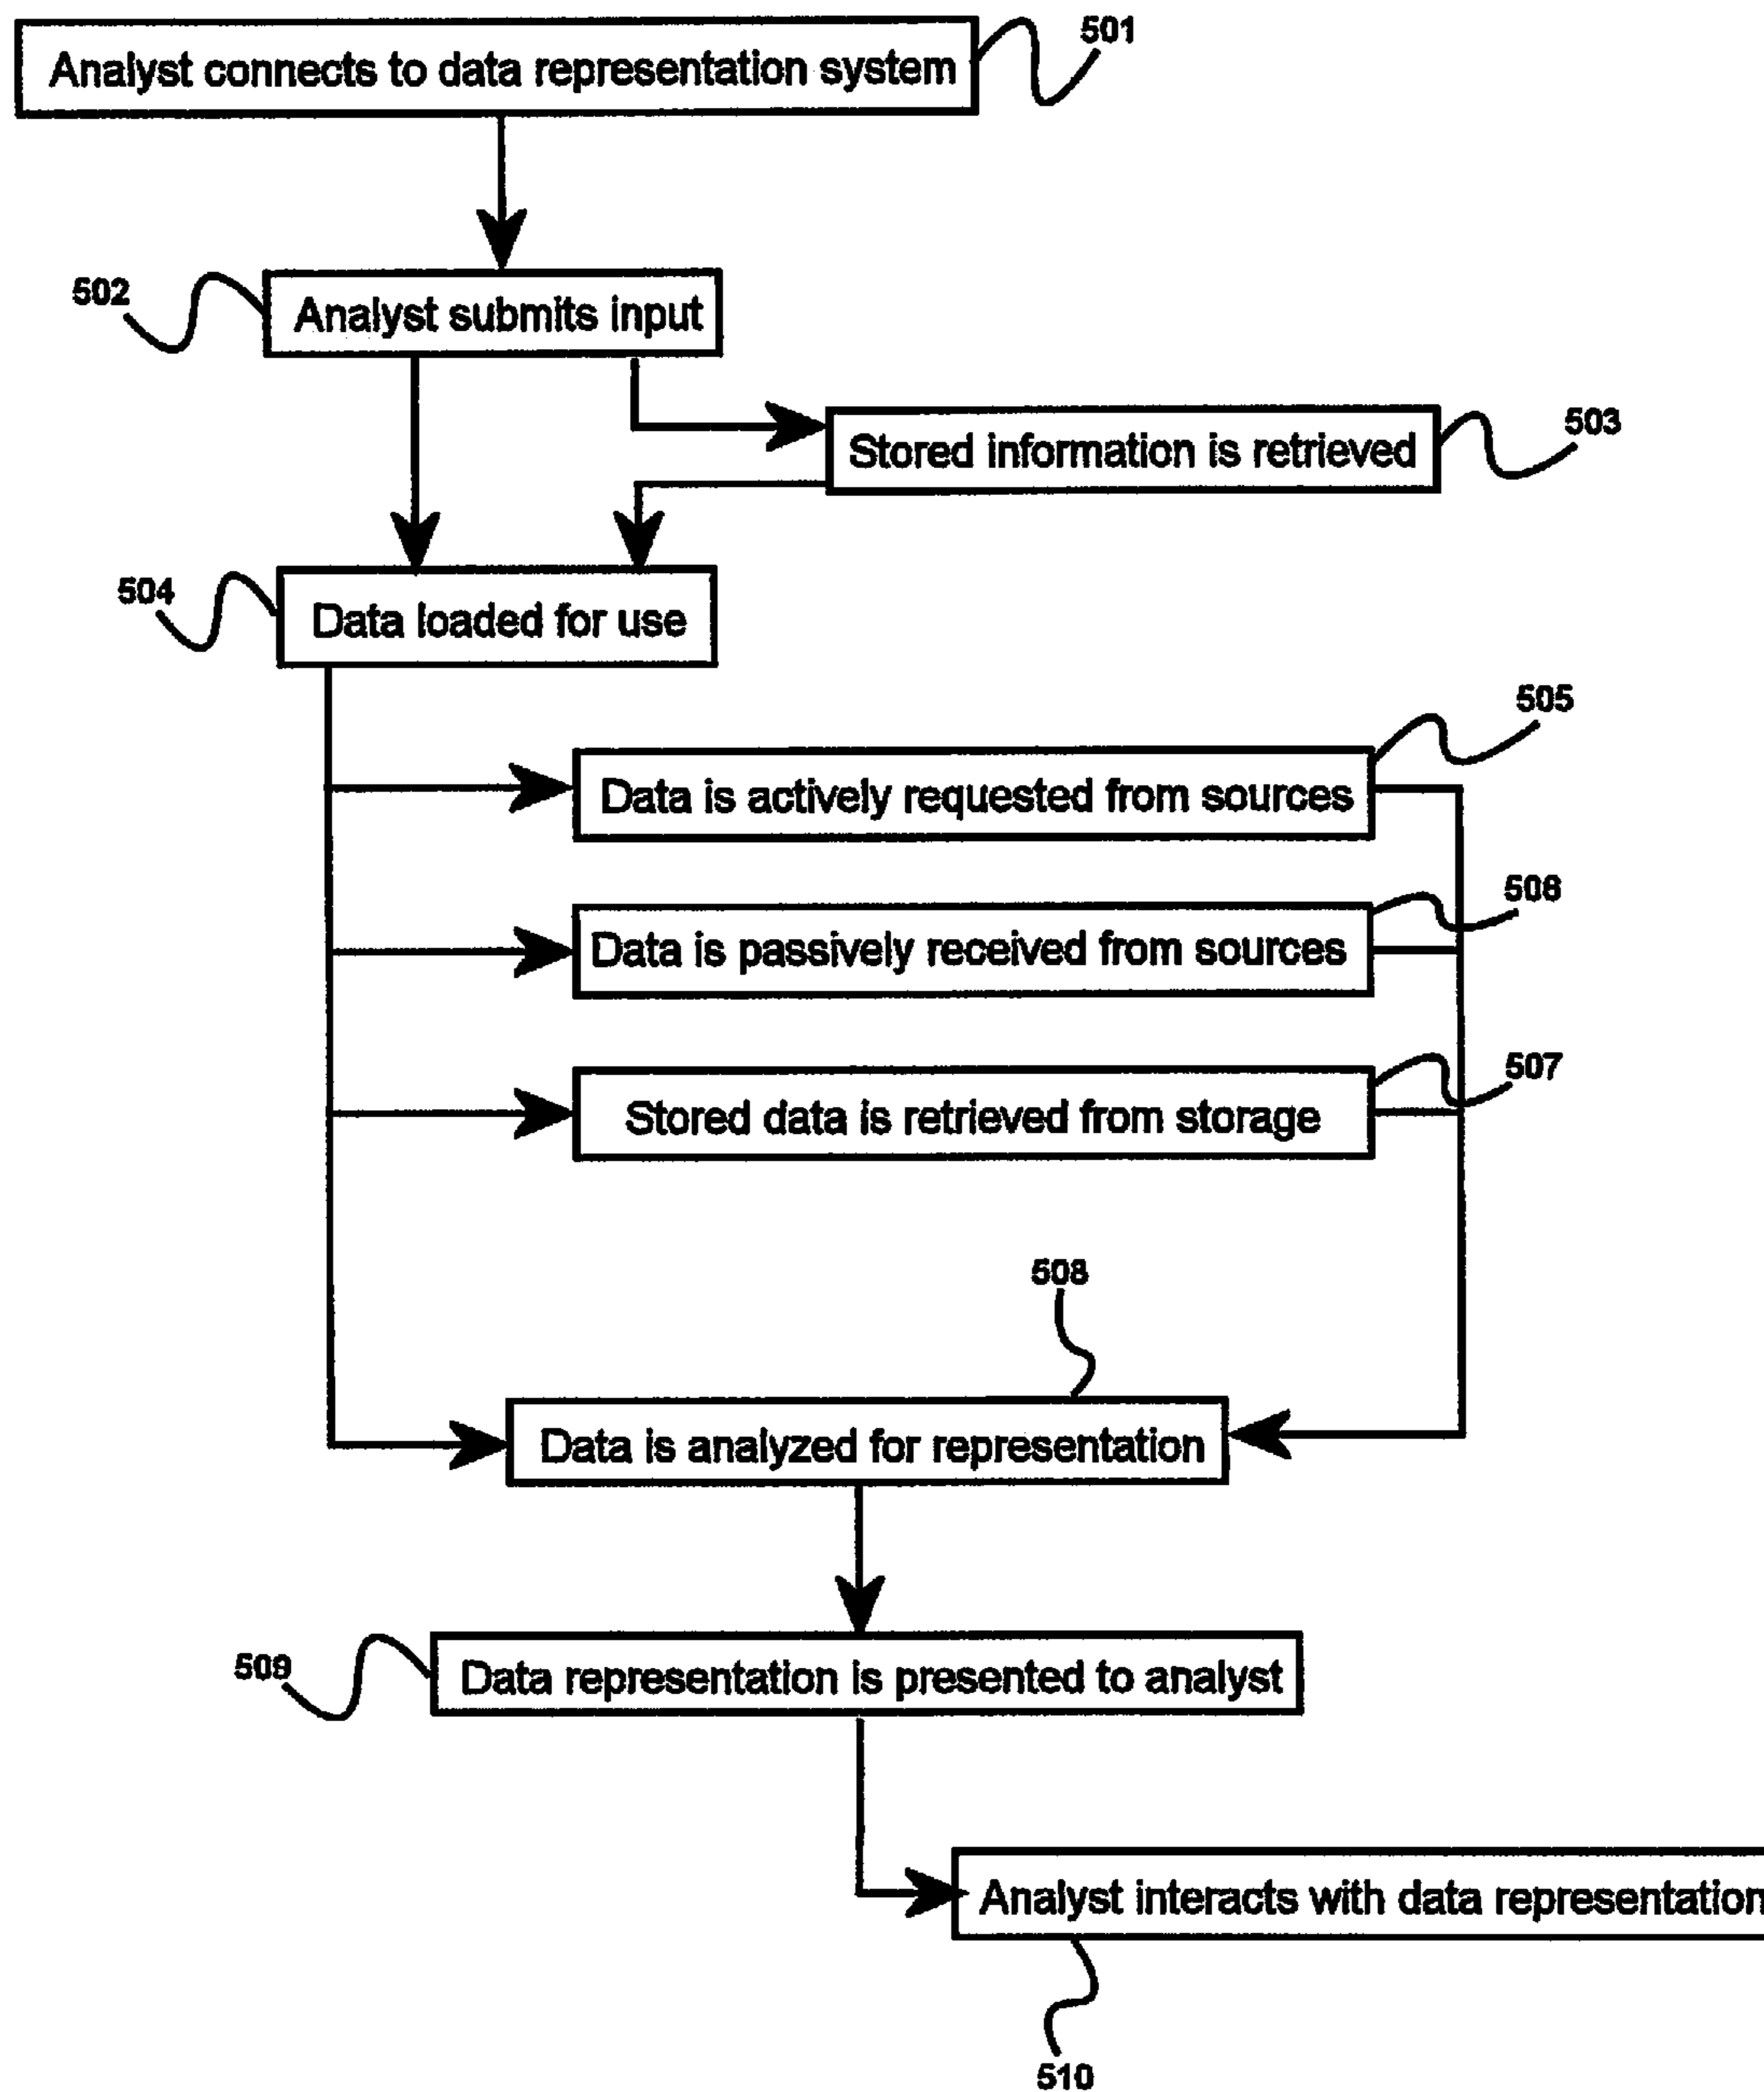 501
Analyst connects to data representation system
502
Analyst submits input
503
Stored information is retrieved
504
Data loaded for use
505
Data is actively requested from sources
506
Data is passively received from sources
507
Stored data is retrieved from storage
508
Data is analyzed for representation
509
Data representation is presented to analyst
Analyst interacts with data representation
510